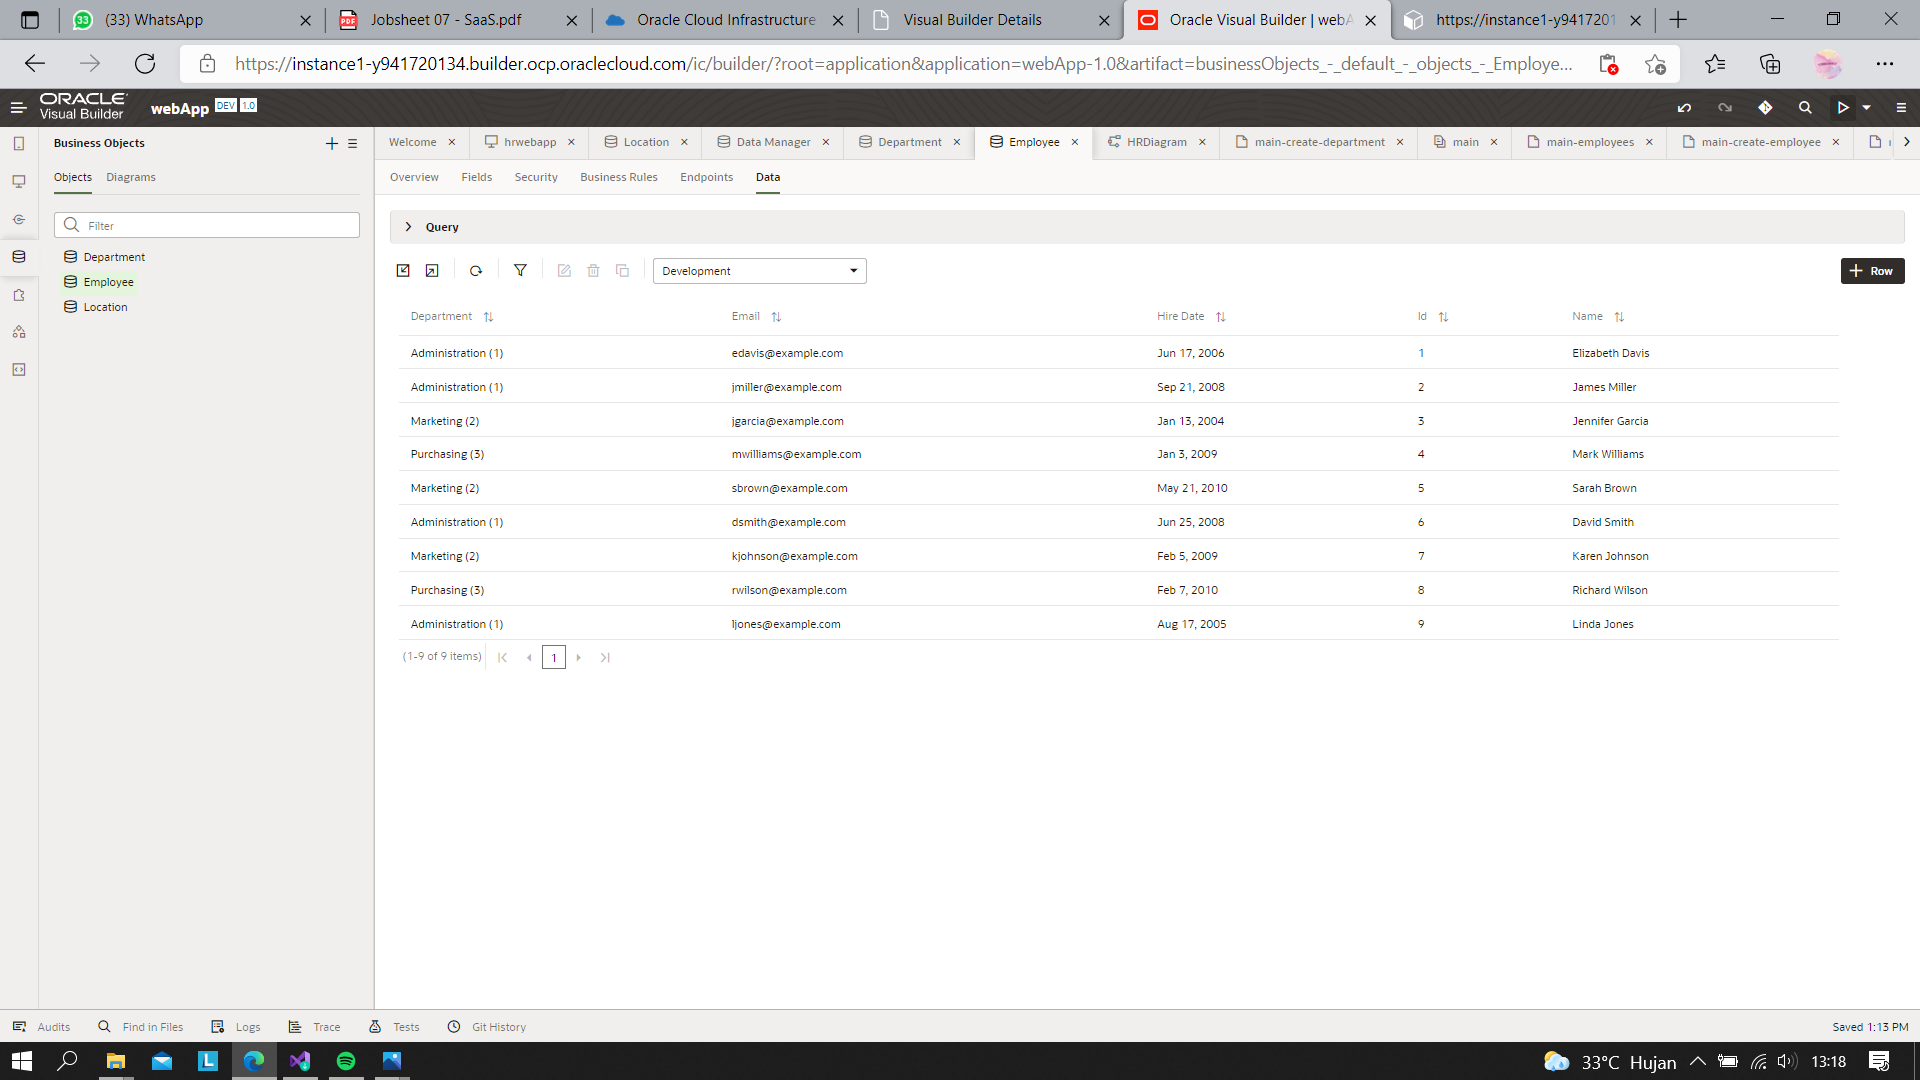 (33) WhatsApp
Jobsheet 07 - SaaS.pdf
Oracle Cloud Infrastructure
Visual Builder Details
Oracle Visual Builder | webA
https://instance1-y9417201
https://instance1-y941720134.builder.ocp.oraclecloud.com/ic/builder/?root=application&application=webApp-1.0&artifact=businessObjects_-_default_-_objects_-_Employe...
ORACLE
Visual Builder
webApp DEV 1.0
Business Objects
Welcome hrwebapp Location Data Manager Department Employee HRDiagram main-create-department main main-employees main-create-employee
Objects Diagrams
Overview Fields Security Business Rules Endpoints Data
Filter
Department
Employee
Location
Query
Development
Row
Department Email Hire Date Id Name
Administration (1) edavis@example.com Jun 17, 2006 1 Elizabeth Davis
Administration (1) jmiller@example.com Sep 21, 2008 2 James Miller
Marketing (2) jgarcia@example.com Jan 13, 2004 3 Jennifer Garcia
Purchasing (3) mwilliams@example.com Jan 3, 2009 4 Mark Williams
Marketing (2) sbrown@example.com May 21, 2010 5 Sarah Brown
Administration (1) dsmith@example.com Jun 25, 2008 6 David Smith
Marketing (2) kjohnson@example.com Feb 5, 2009 7 Karen Johnson
Purchasing (3) rwilson@example.com Feb 7, 2010 8 Richard Wilson
Administration (1) ljones@example.com Aug 17, 2005 9 Linda Jones
(1-9 of 9 items) 1
Audits Find in Files Logs Trace Tests Git History
Saved 1:13 PM
33°C Hujan 13:18